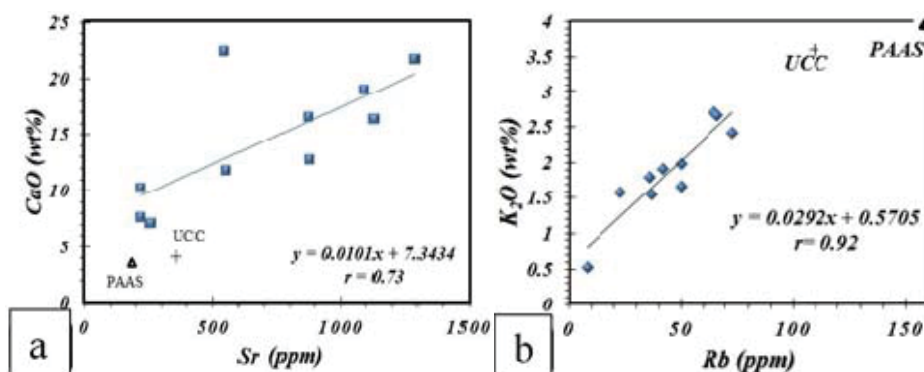 25
20
15
10
5
0
CaO (wt%)
UCC
PAAS
y = 0.0101x + 7.3434
r = 0.73
0 500 1000 1500
Sr (ppm)
a
4
3.5
3
2.5
2
1.5
1
0.5
0
K₂O (wt%)
PAAS
UCC
y = 0.0292x + 0.5705
r= 0.92
0 50 100 150
Rb (ppm)
b